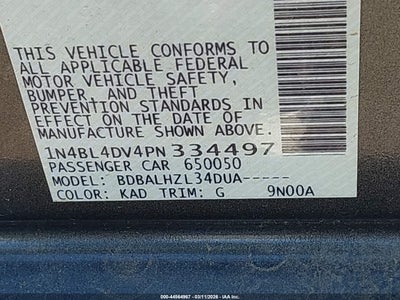 THIS VEHICLE CONFORMS TO
ALL APPLICABLE FEDERAL
MOTOR VEHICLE SAFETY,
BUMPER, AND THEFT
PREVENTION STANDARDS IN
EFFECT ON THE DATE OF
MANUFACTURE SHOWN ABOVE.
1N4BL4DV4PN334497
PASSENGER CAR 650050
MODEL: BDBALHZL34DUA-----
COLOR: KAD TRIM: G 9N00A
000-44564967 - 03/11/2026 - IAA, Inc.